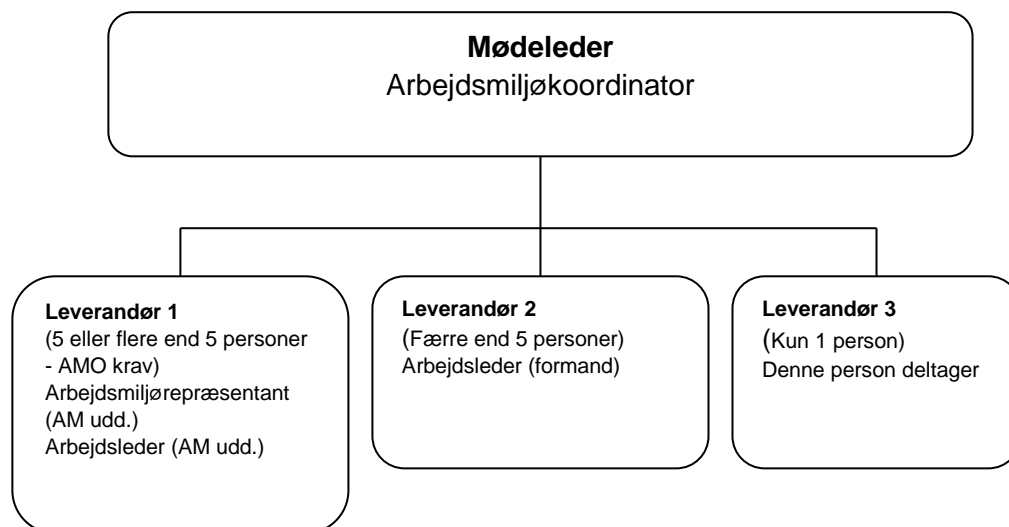 Mødeleder
Arbejdsmiljøkoordinator
Leverandør 1
(5 eller flere end 5 personer
- AMO krav)
Arbejdsmiljørepræsentant
(AM udd.)
Arbejdsleder (AM udd.)
Leverandør 2
(Færre end 5 personer)
Arbejdsleder (formand)
Leverandør 3
(Kun 1 person)
Denne person deltager